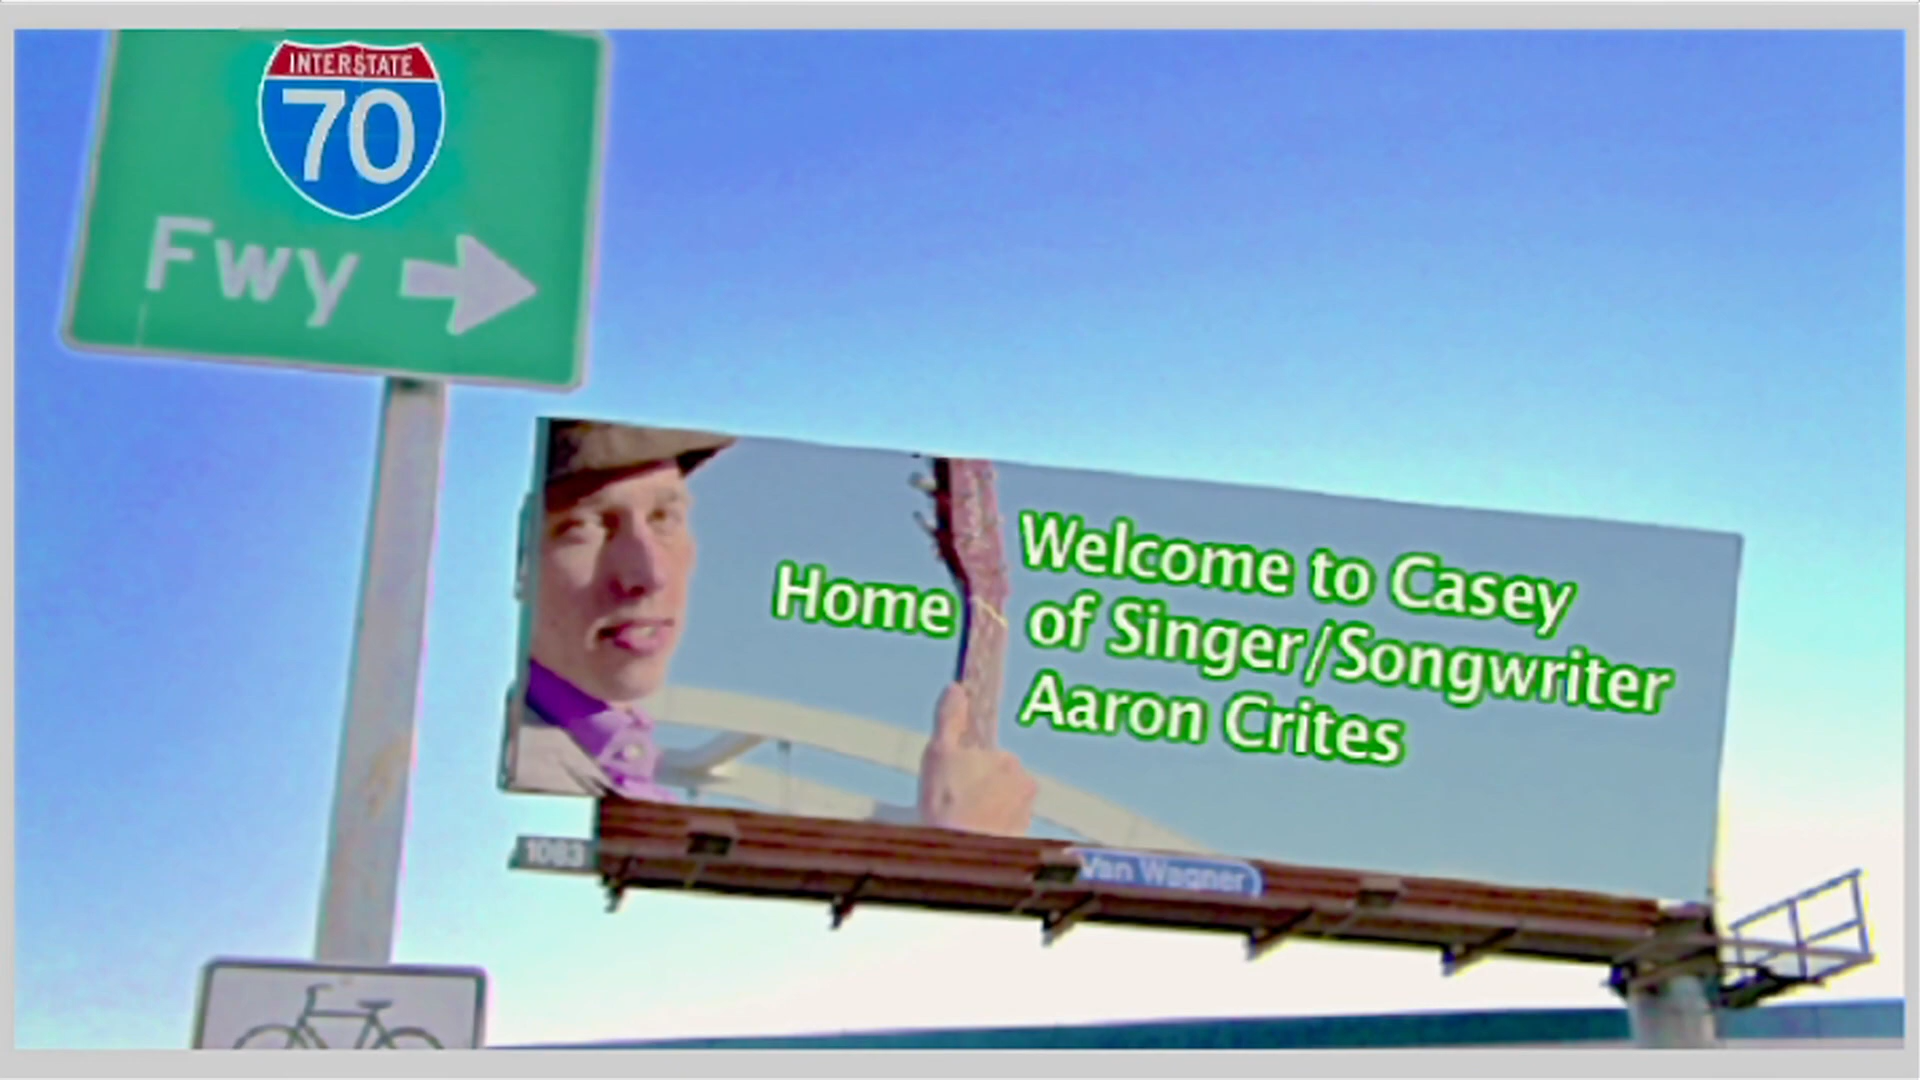 INTERSTATE
70
Fwy
Welcome to Casey
Home of Singer/Songwriter
Aaron Crites
1083
Van Wagner